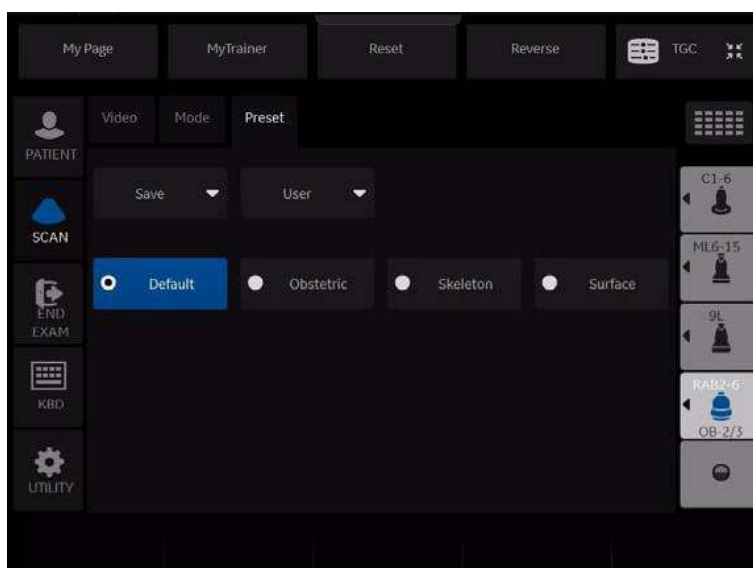 My Page
MyTrainer
Reset
Reverse
TGC
PATIENT
Video
Mode
Preset
SCAN
Save
User
END
EXAM
Default
Obstetric
Skeleton
Surface
KBD
UTILITY
C1-6
ML6-15
9L
RAB2-6
OB-2/3